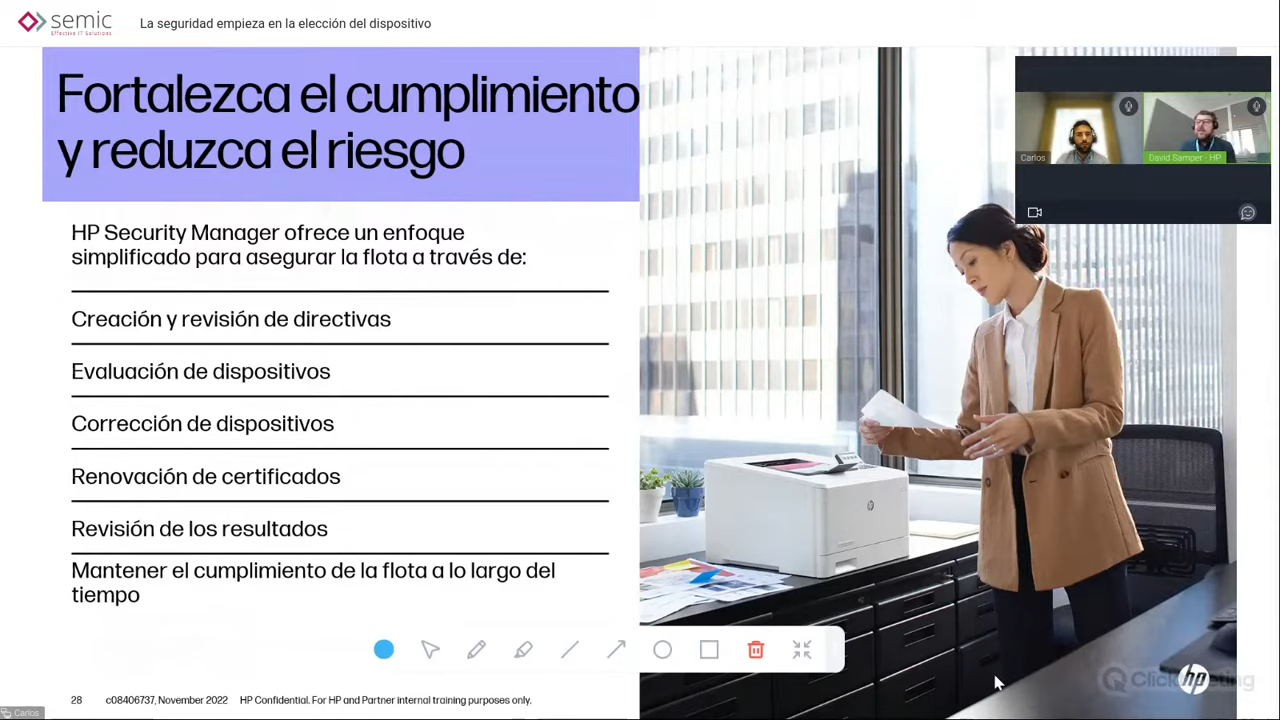 semic
Effective IT Solutions
La seguridad empieza en la elección del dispositivo
Fortalezca el cumplimiento
y reduzca el riesgo
HP Security Manager ofrece un enfoque
simplificado para asegurar la flota a través de:
Creación y revisión de directivas
Evaluación de dispositivos
Corrección de dispositivos
Renovación de certificados
Revisión de los resultados
Mantener el cumplimiento de la flota a lo largo del
tiempo
Carlos
David Samper - HP
hp
28 c08406737, November 2022 HP Confidential. For HP and Partner internal training purposes only.
Carlos